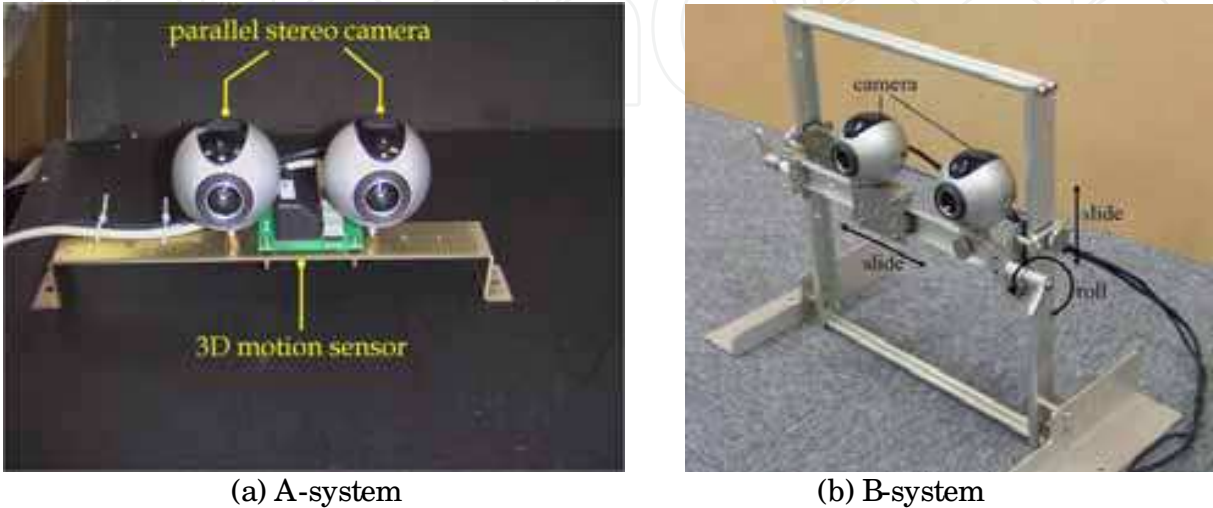 parallel stereo camera
3D motion sensor
camera
slide
slide
roll
(a) A-system
(b) B-system